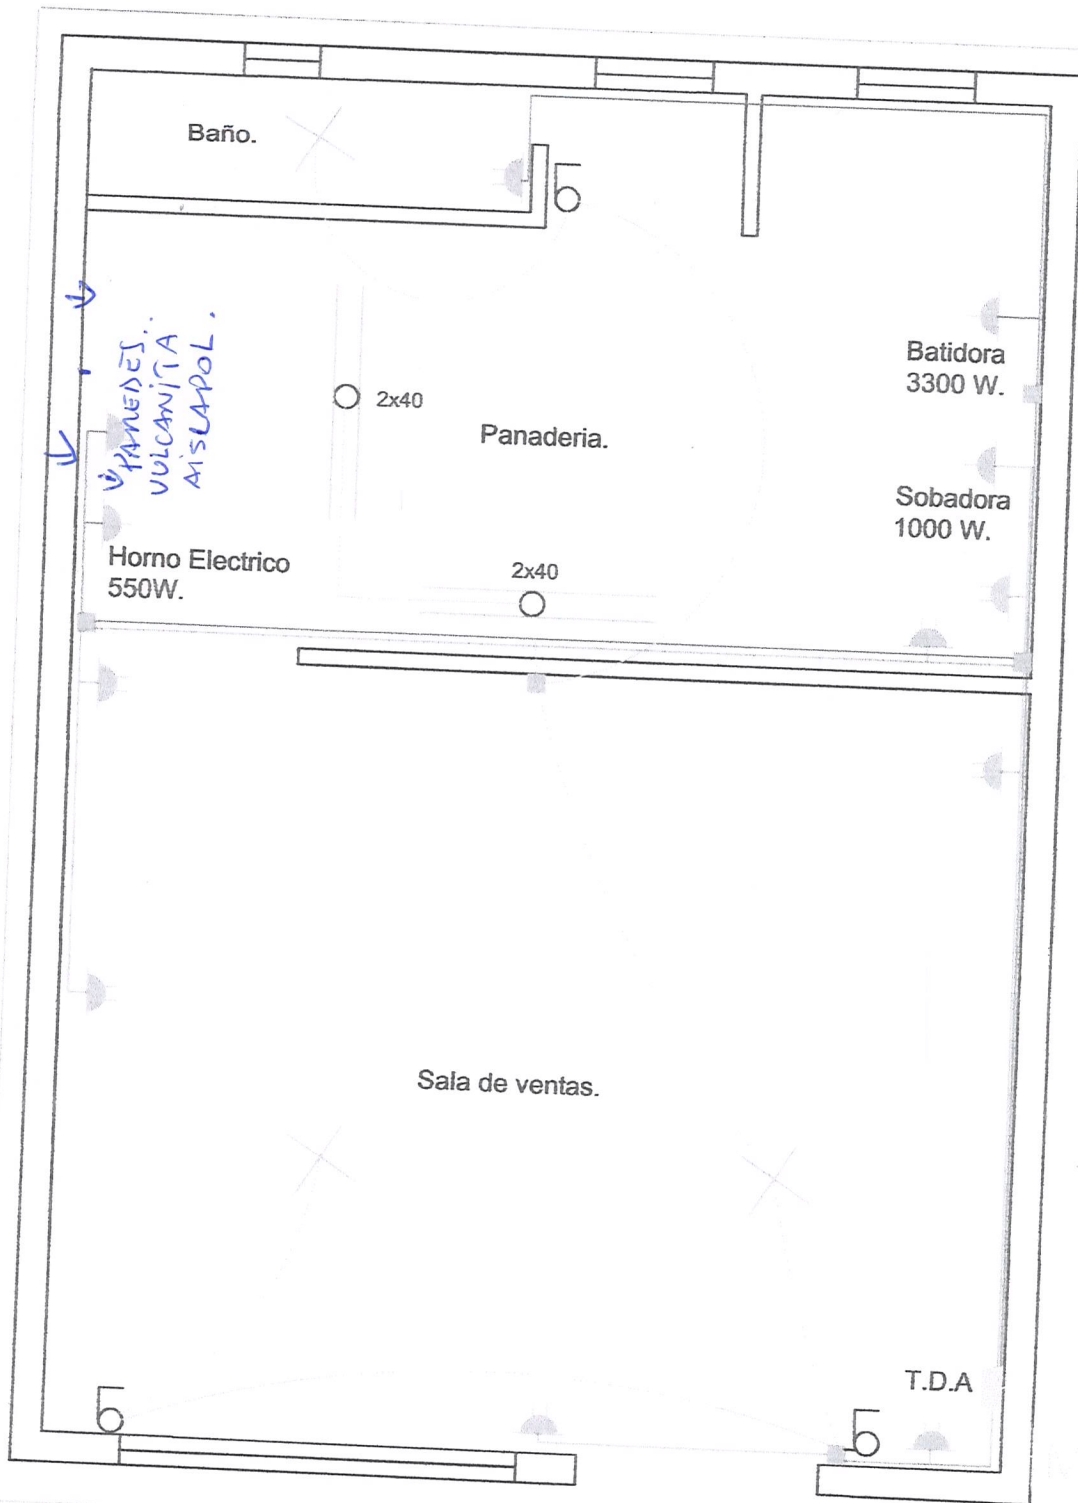 Baño.
PAREDES..
VULCANITA
AISLAPOL.
2x40
Panaderia.
Batidora
3300 W.
Sobadora
1000 W.
Horno Electrico
550W.
2x40
Sala de ventas.
T.D.A